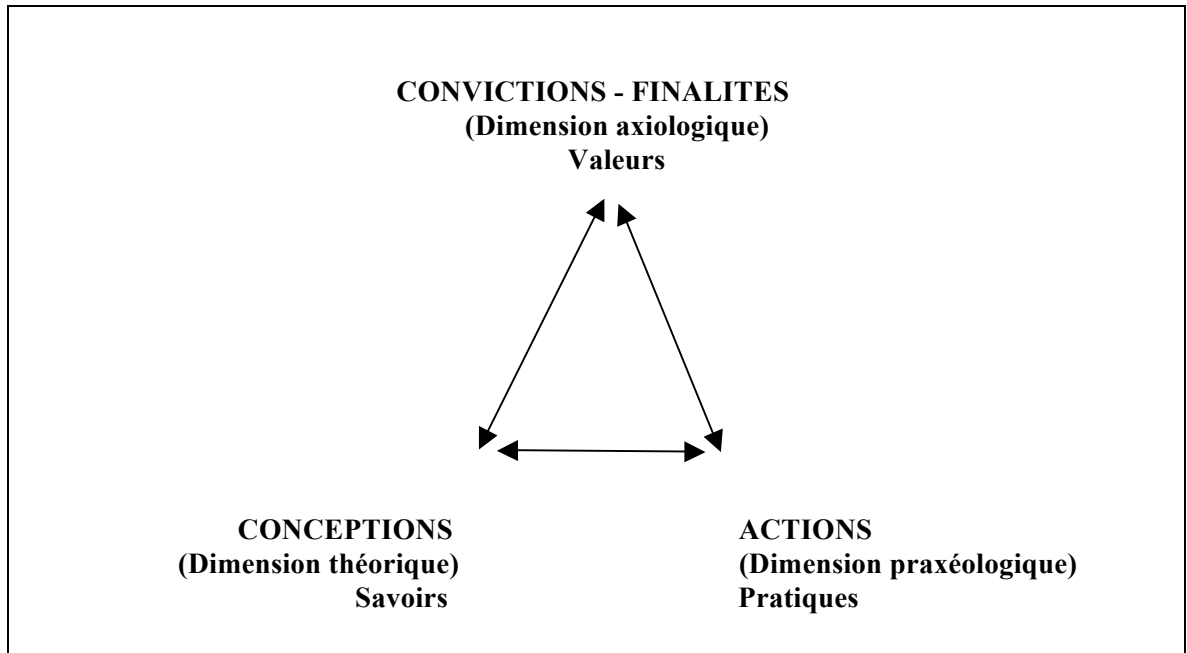 CONVICTIONS - FINALITES
(Dimension axiologique)
Valeurs
CONCEPTIONS
(Dimension théorique)
Savoirs
ACTIONS
(Dimension praxéologique)
Pratiques